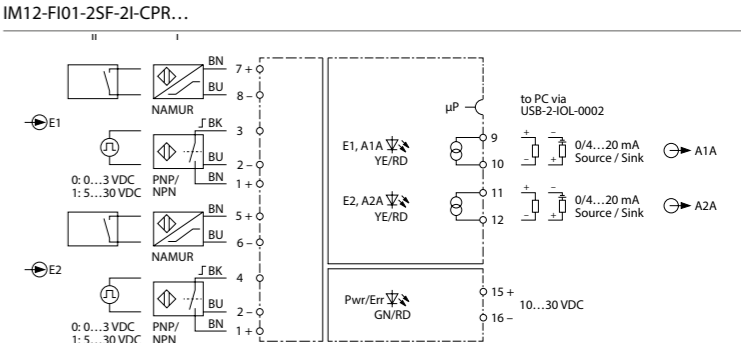 IM12-FI01-2SF-2I-CPR…
II I
BN 7 +
BU 8 –
NAMUR
E1
BK 3
BU 2 –
BN 1 +
0: 0…3 VDC
1: 5…30 VDC
PNP/
NPN
BN 5 +
BU 6 –
NAMUR
E2
BK 4
BU 2 –
BN 1 +
0: 0…3 VDC
1: 5…30 VDC
PNP/
NPN
µP
to PC via
USB-2-IOL-0002
E1, A1A
YE/RD
9
10
+ –
– +
0/4…20 mA
Source / Sink
A1A
E2, A2A
YE/RD
11
12
+ –
– +
0/4…20 mA
Source / Sink
A2A
Pwr/Err
GN/RD
15 +
16 –
10…30 VDC